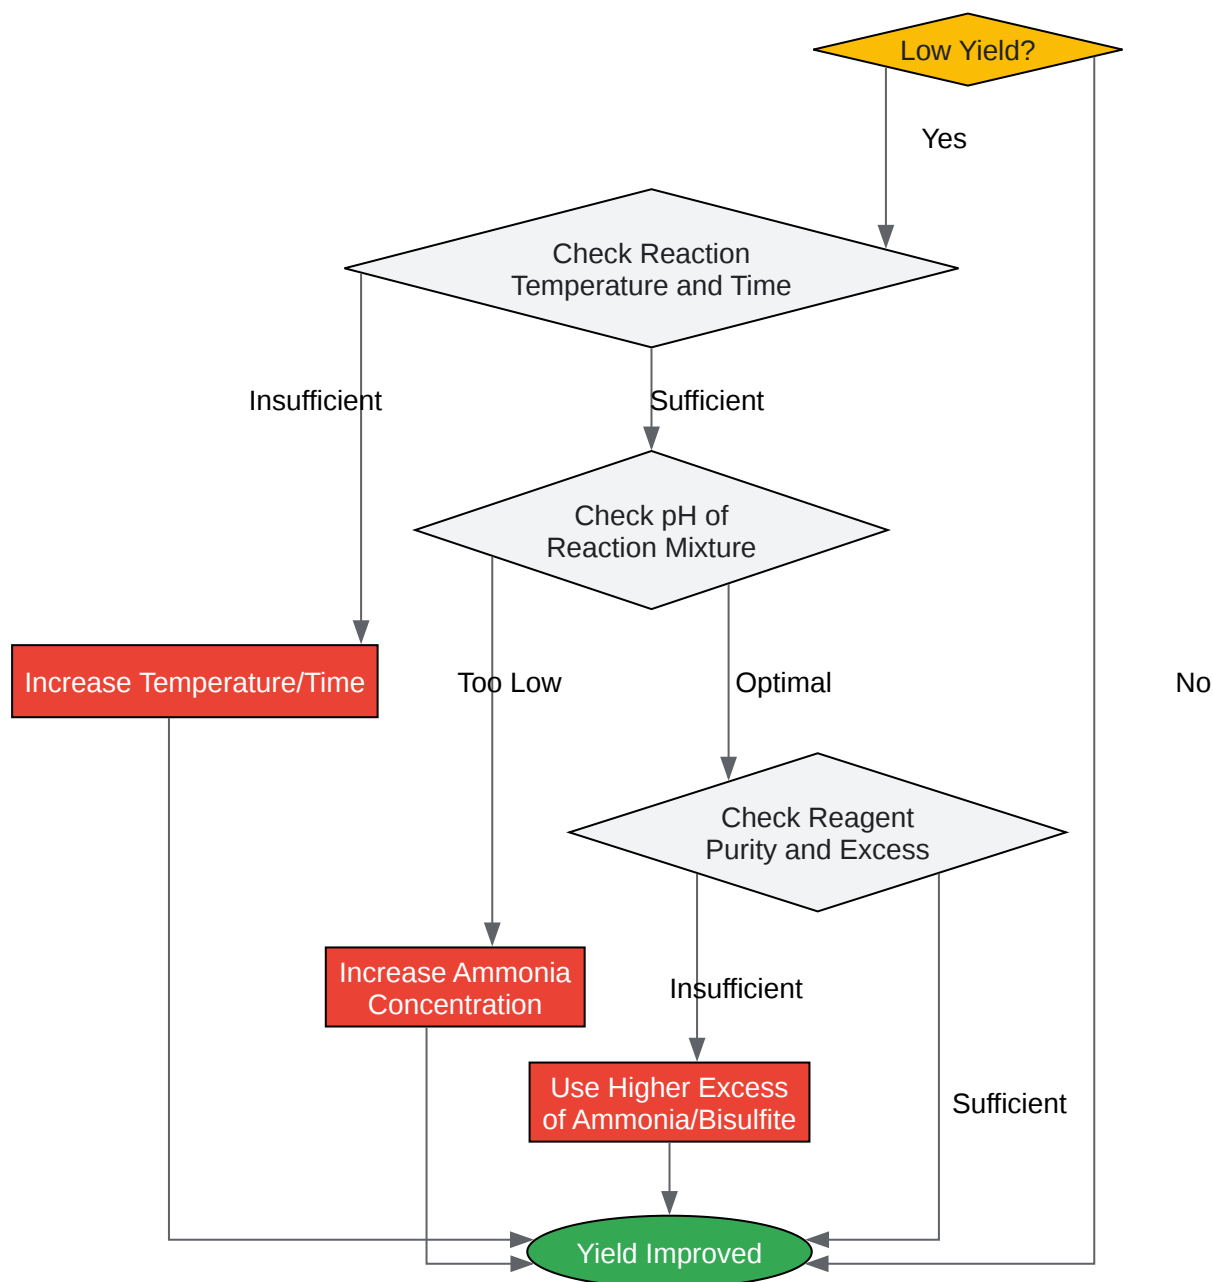 Low Yield?
Yes
Check Reaction
Temperature and Time
Insufficient
Sufficient
Check pH of
Reaction Mixture
Increase Temperature/Time
Too Low
Optimal
No
Check Reagent
Purity and Excess
Increase Ammonia
Concentration
Insufficient
Use Higher Excess
of Ammonia/Bisulfite
Sufficient
Yield Improved